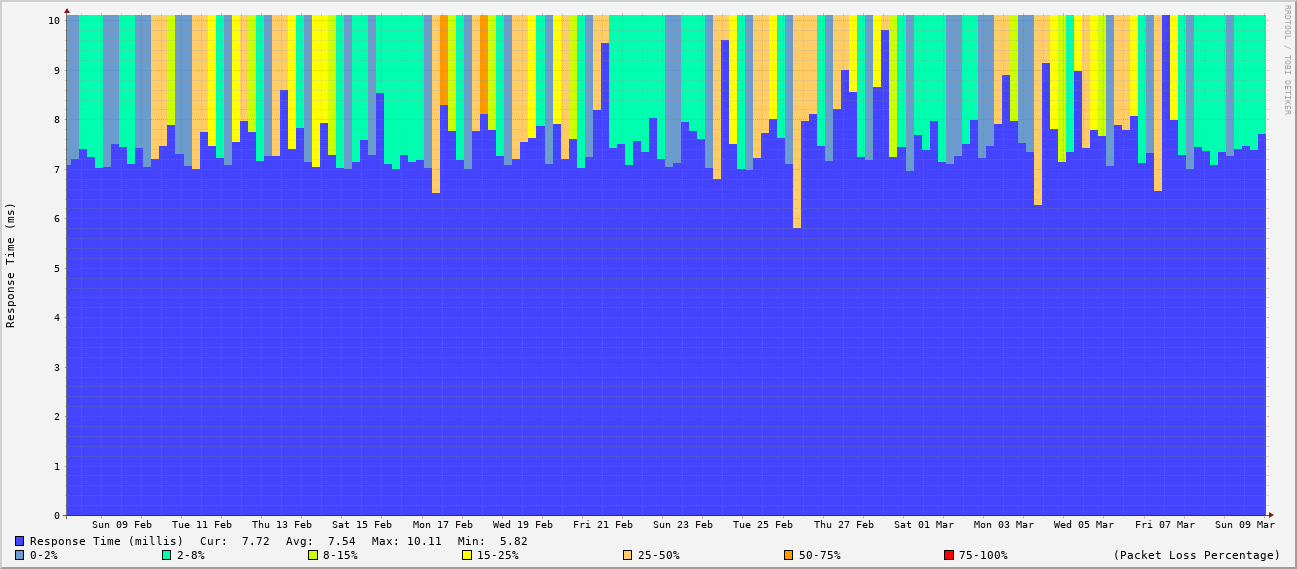 RRDTOOL / TOBI OETIKER
Response Time (ms)
10
9
8
7
6
5
4
3
2
1
0
Sun 09 Feb Tue 11 Feb Thu 13 Feb Sat 15 Feb Mon 17 Feb Wed 19 Feb Fri 21 Feb Sun 23 Feb Tue 25 Feb Thu 27 Feb Sat 01 Mar Mon 03 Mar Wed 05 Mar Fri 07 Mar Sun 09 Mar
Response Time (millis) Cur: 7.72 Avg: 7.54 Max: 10.11 Min: 5.82
0-2% 2-8% 8-15% 15-25% 25-50% 50-75% 75-100% (Packet Loss Percentage)